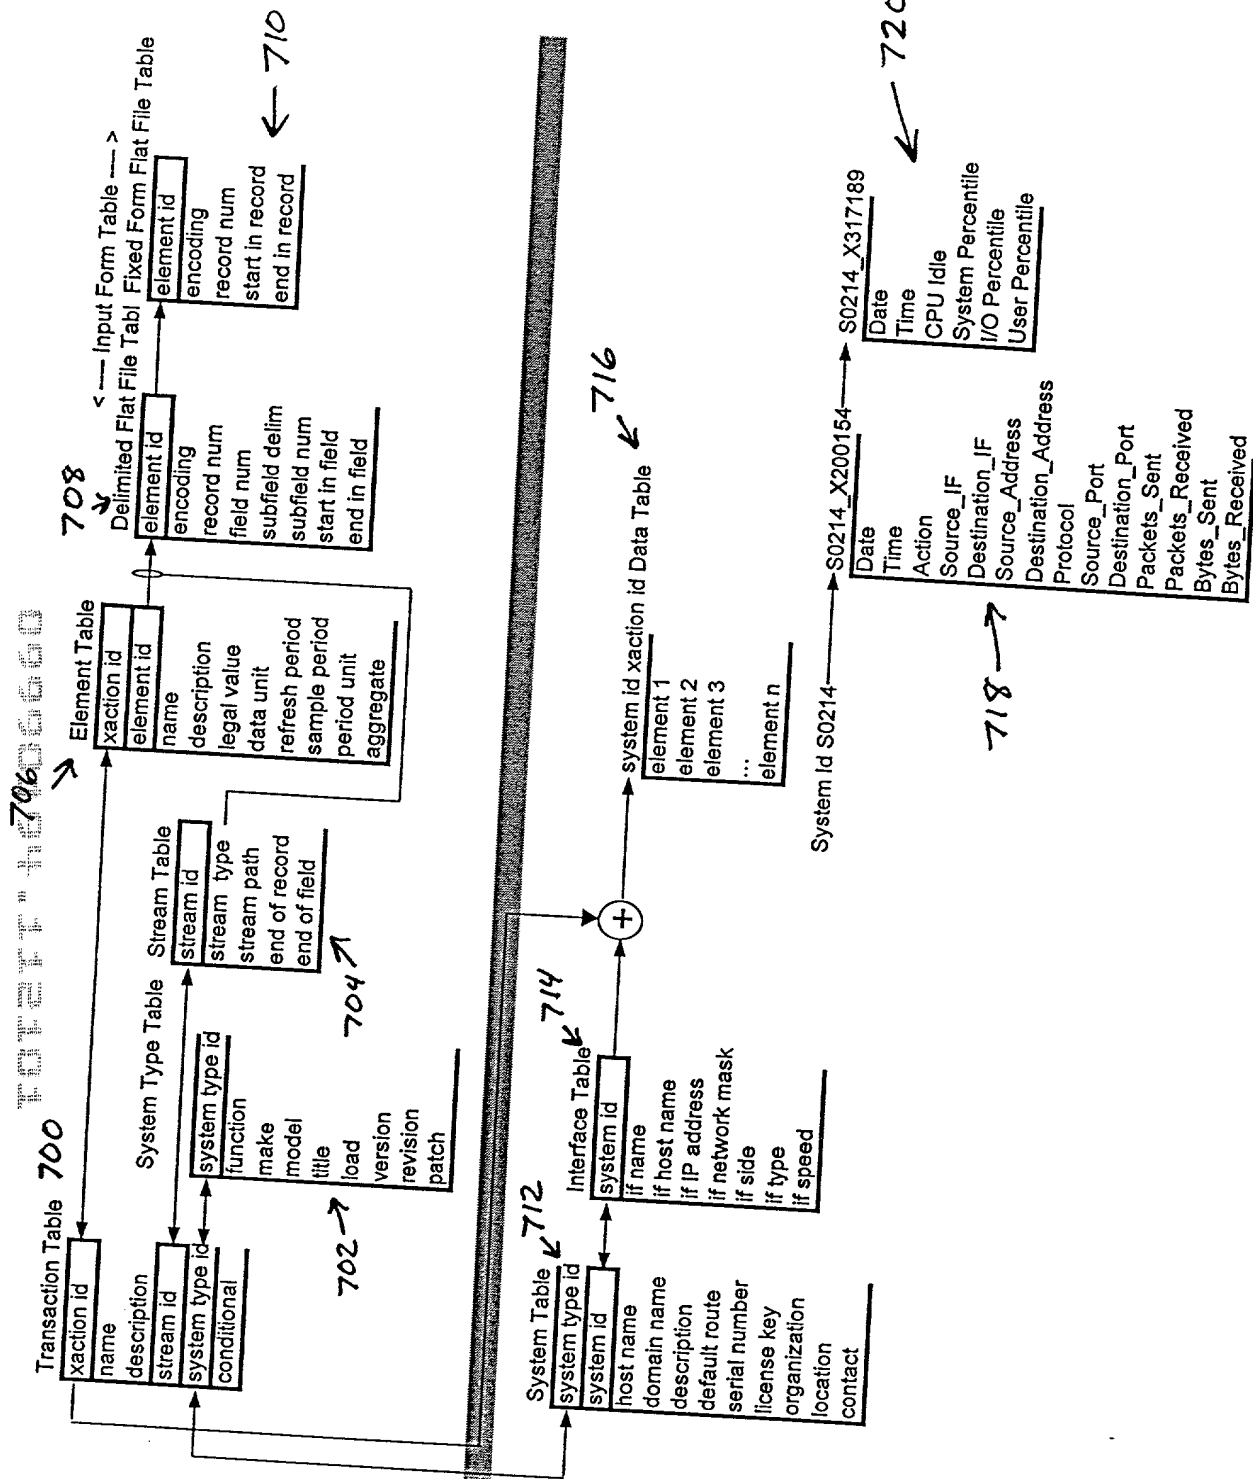 Transaction Table
700
xaction id
name
description
stream id
system type id
conditional
System Type Table
system type id
function
make
model
title
load
version
revision
patch
702
Stream Table
stream id
stream type
stream path
end of record
end of field
704
706
Element Table
xaction id
element id
name
description
legal value
data unit
refresh period
sample period
period unit
aggregate
708
< ---- Input Form Table ---- >
Delimited Flat File Tabl
Fixed Form Flat File Table
element id
encoding
record num
field num
subfield delim
subfield num
start in field
end in field
element id
encoding
record num
start in record
end in record
710
System Table
712
system type id
system id
host name
domain name
description
default route
serial number
license key
organization
location
contact
Interface Table
714
system id
if name
if host name
if IP address
if network mask
if side
if type
if speed
+
system id xaction id Data Table
716
element 1
element 2
element 3
...
element n
System Id S0214
S0214_X200154
Date
Time
Action
Source_IF
Destination_IF
Source_Address
Destination_Address
Protocol
Source_Port
Destination_Port
Packets_Sent
Packets_Received
Bytes_Sent
Bytes_Received
718
S0214_X317189
Date
Time
CPU Idle
System Percentile
I/O Percentile
User Percentile
720